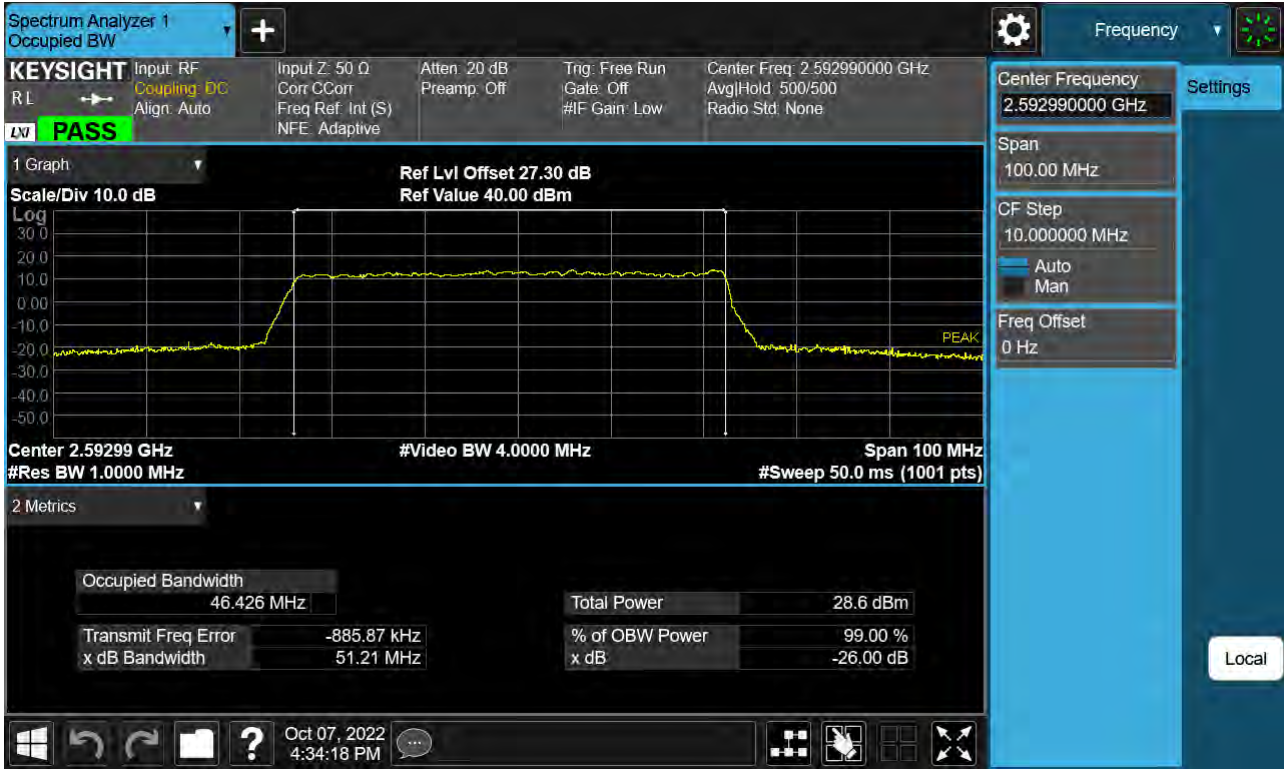 Spectrum Analyzer 1
Occupied BW
Frequency
KEYSIGHT
RL
LXI
PASS
Input: RF
Coupling: DC
Align: Auto
Input Z: 50 Ω
Corr CCorr
Freq Ref: Int (S)
NFE: Adaptive
Atten: 20 dB
Preamp: Off
Trig: Free Run
Gate: Off
#IF Gain: Low
Center Freq: 2.592990000 GHz
Avg|Hold: 500/500
Radio Std: None
Center Frequency
2.592990000 GHz
Settings
Span
100.00 MHz
CF Step
10.000000 MHz
Auto
Man
Freq Offset
0 Hz
Local
1 Graph
Scale/Div 10.0 dB
Ref Lvl Offset 27.30 dB
Ref Value 40.00 dBm
Log
30.0
20.0
10.0
0.00
-10.0
-20.0
-30.0
-40.0
-50.0
PEAK
Center 2.59299 GHz
#Video BW 4.0000 MHz
Span 100 MHz
#Res BW 1.0000 MHz
#Sweep 50.0 ms (1001 pts)
2 Metrics
Occupied Bandwidth
46.426 MHz
Total Power 28.6 dBm
Transmit Freq Error -885.87 kHz
% of OBW Power 99.00 %
x dB Bandwidth 51.21 MHz
x dB -26.00 dB
?
Oct 07, 2022
4:34:18 PM